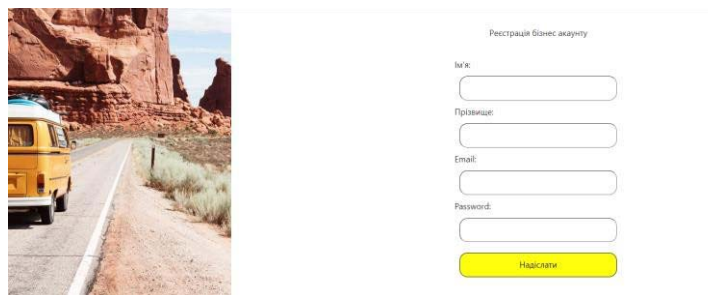 Реєстрація бізнес акаунту
Ім'я:
Прізвище:
Email:
Password:
Надіслати